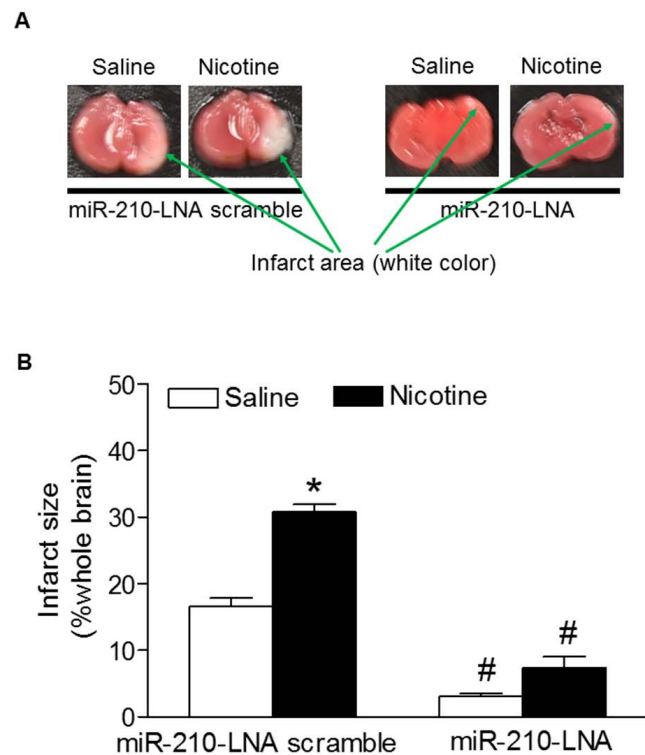 A
Saline Nicotine Saline Nicotine
miR-210-LNA scramble miR-210-LNA
Infarct area (white color)
B
Saline Nicotine
50
40
30
20
10
0
Infarct size
(%whole brain)
*
# #
miR-210-LNA scramble miR-210-LNA